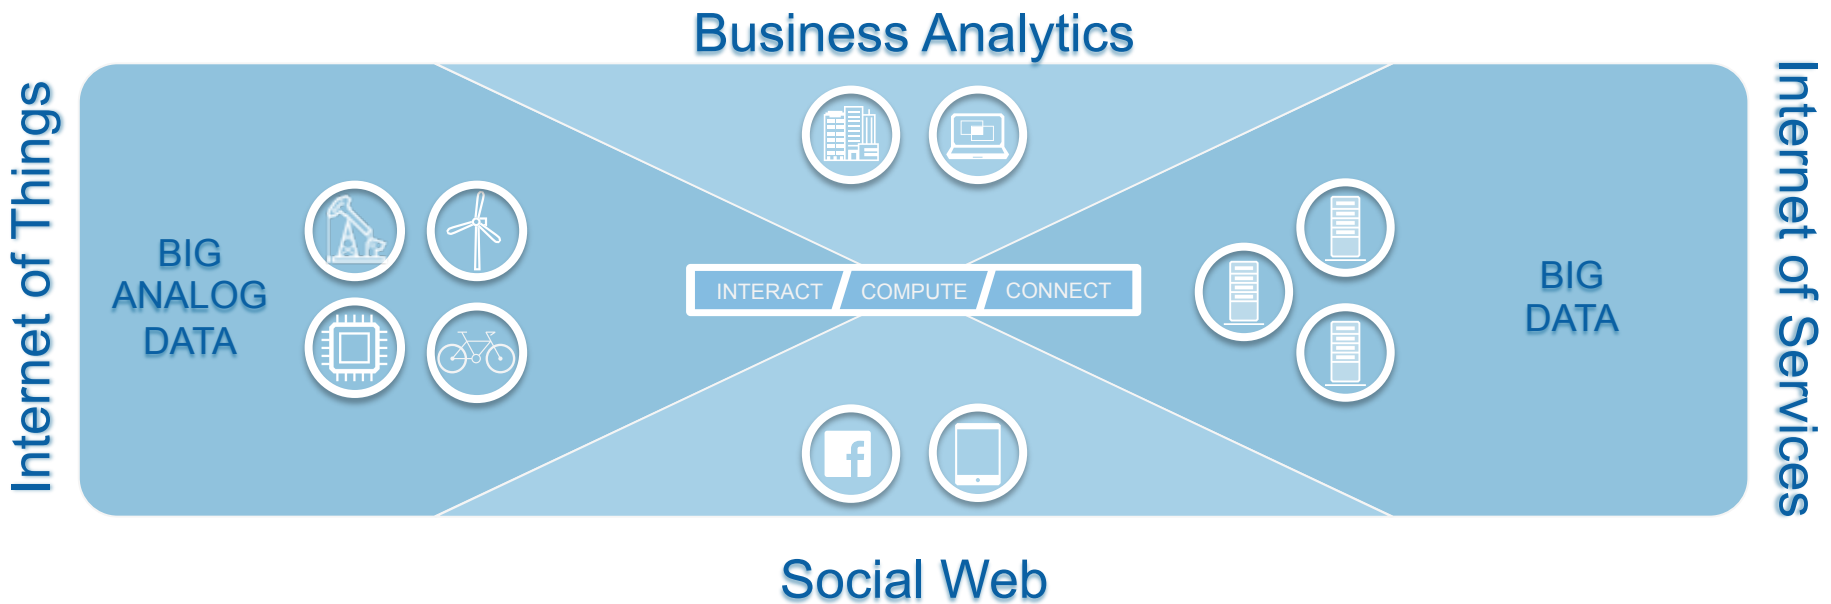 Business Analytics
Internet of Things
BIG
ANALOG
DATA
INTERACT
COMPUTE
CONNECT
BIG
DATA
Internet of Services
f
Social Web